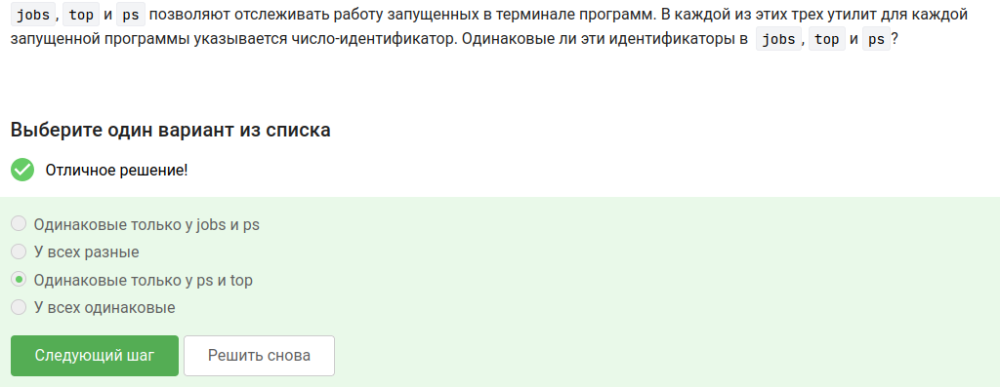 jobs, top и ps позволяют отслеживать работу запущенных в терминале программ. В каждой из этих трех утилит для каждой
запущенной программы указывается число-идентификатор. Одинаковые ли эти идентификаторы в jobs, top и ps?
Выберите один вариант из списка
Отличное решение!
Одинаковые только у jobs и ps
У всех разные
Одинаковые только у ps и top
У всех одинаковые
Следующий шаг Решить снова